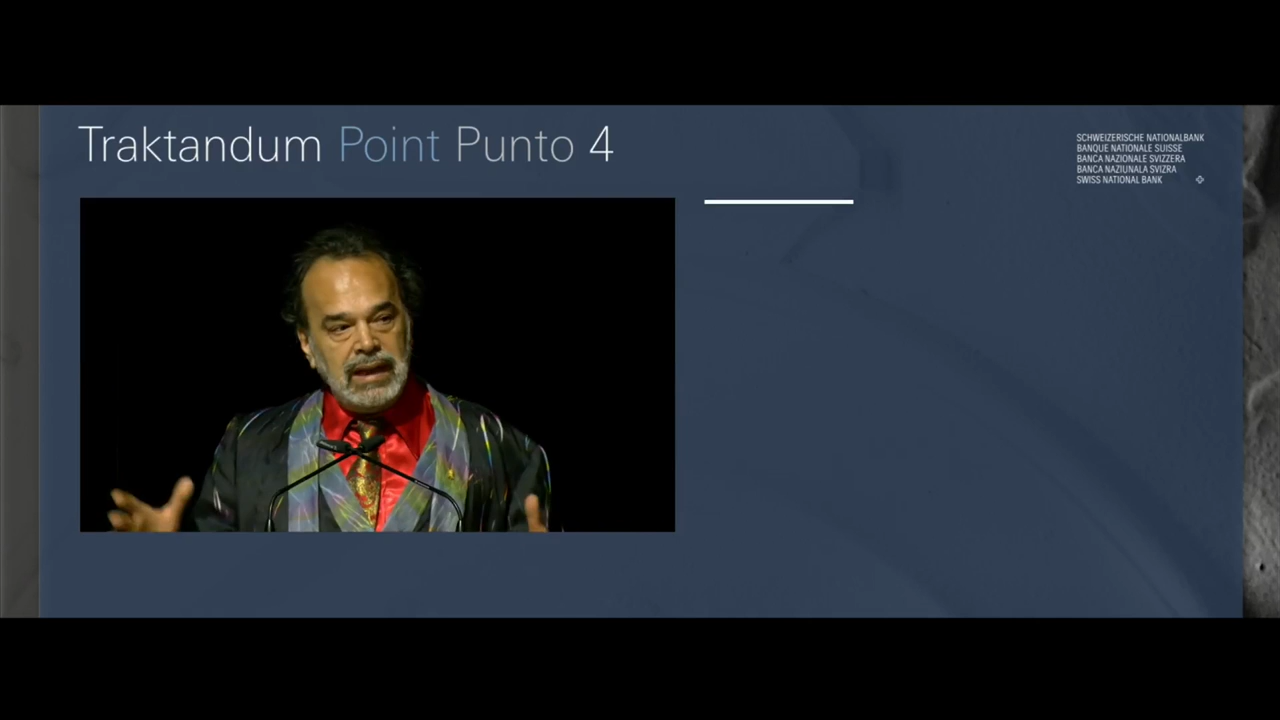 Traktandum Point Punto 4
SCHWEIZERISCHE NATIONALBANK
BANQUE NATIONALE SUISSE
BANCA NAZIONALE SVIZZERA
BANCA NAZIUNALA SVIZRA
SWISS NATIONAL BANK